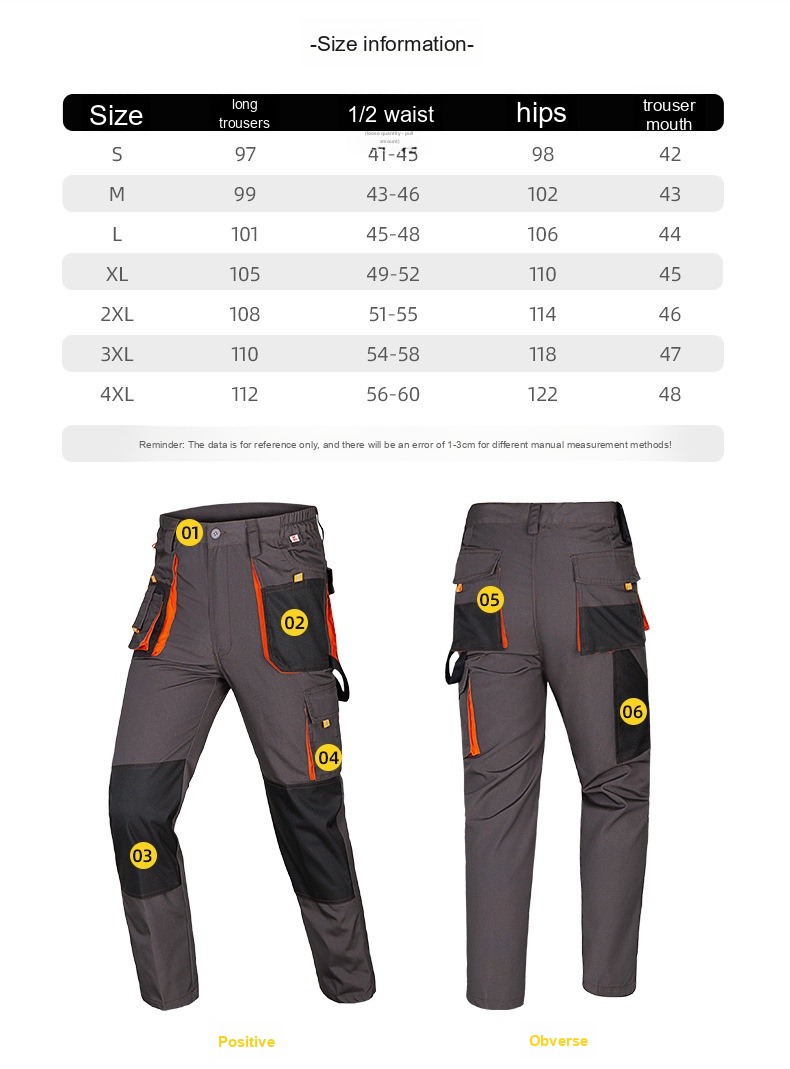 -Size information-
Size long trousers 1/2 waist hips trouser mouth
(loose quantity - pull amount)
S 97 41-45 98 42
M 99 43-46 102 43
L 101 45-48 106 44
XL 105 49-52 110 45
2XL 108 51-55 114 46
3XL 110 54-58 118 47
4XL 112 56-60 122 48
Reminder: The data is for reference only, and there will be an error of 1-3cm for different manual measurement methods!
01
02
03
04
05
06
Positive
Obverse